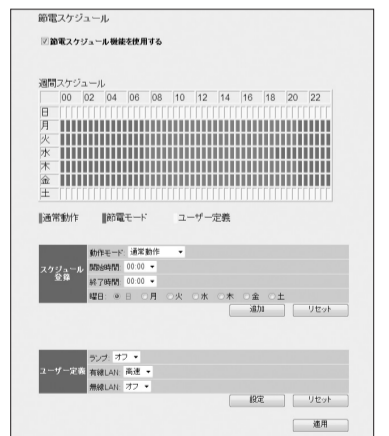 節電スケジュール
節電スケジュール機能を使用する
週間スケジュール
00 02 04 06 08 10 12 14 16 18 20 22
日
月
火
水
木
金
土
通常動作 節電モード ユーザー定義
スケジュール登録
動作モード: 通常動作
開始時間: 00:00
終了時間: 00:00
曜日: 日 月 火 水 木 金 土
追加 リセット
ユーザー定義
ランプ: オフ
有線LAN: 高速
無線LAN: オフ
設定 リセット
適用